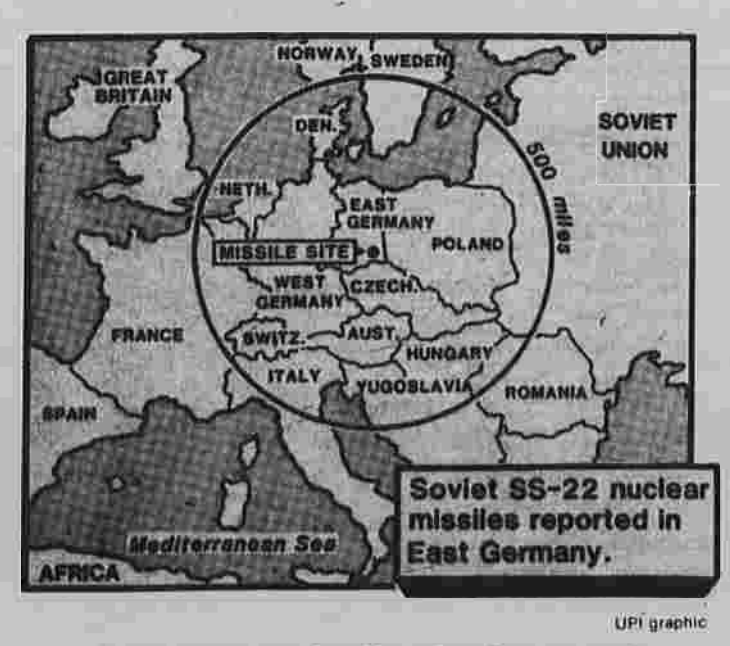 NORWAY
SWEDEN
GREAT
BRITAIN
DEN.
SOVIET
UNION
500 miles
NETH.
EAST
GERMANY
POLAND
MISSILE SITE
WEST
GERMANY
CZECH.
FRANCE
SWITZ.
AUST.
HUNGARY
ITALY
YUGOSLAVIA
ROMANIA
SPAIN
Soviet SS-22 nuclear
missiles reported in
East Germany.
Mediterranean Sea
AFRICA
UPI graphic